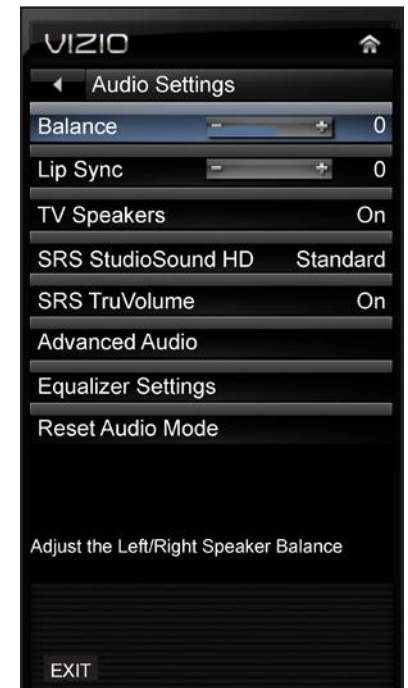 VIZIO
Audio Settings
Balance - + 0
Lip Sync - + 0
TV Speakers On
SRS StudioSound HD Standard
SRS TruVolume On
Advanced Audio
Equalizer Settings
Reset Audio Mode
Adjust the Left/Right Speaker Balance
EXIT